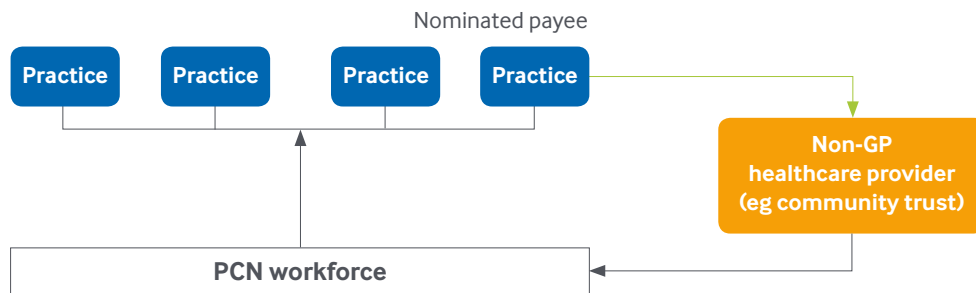 Nominated payee
Practice
Practice
Practice
Practice
Non-GP
healthcare provider
(eg community trust)
PCN workforce